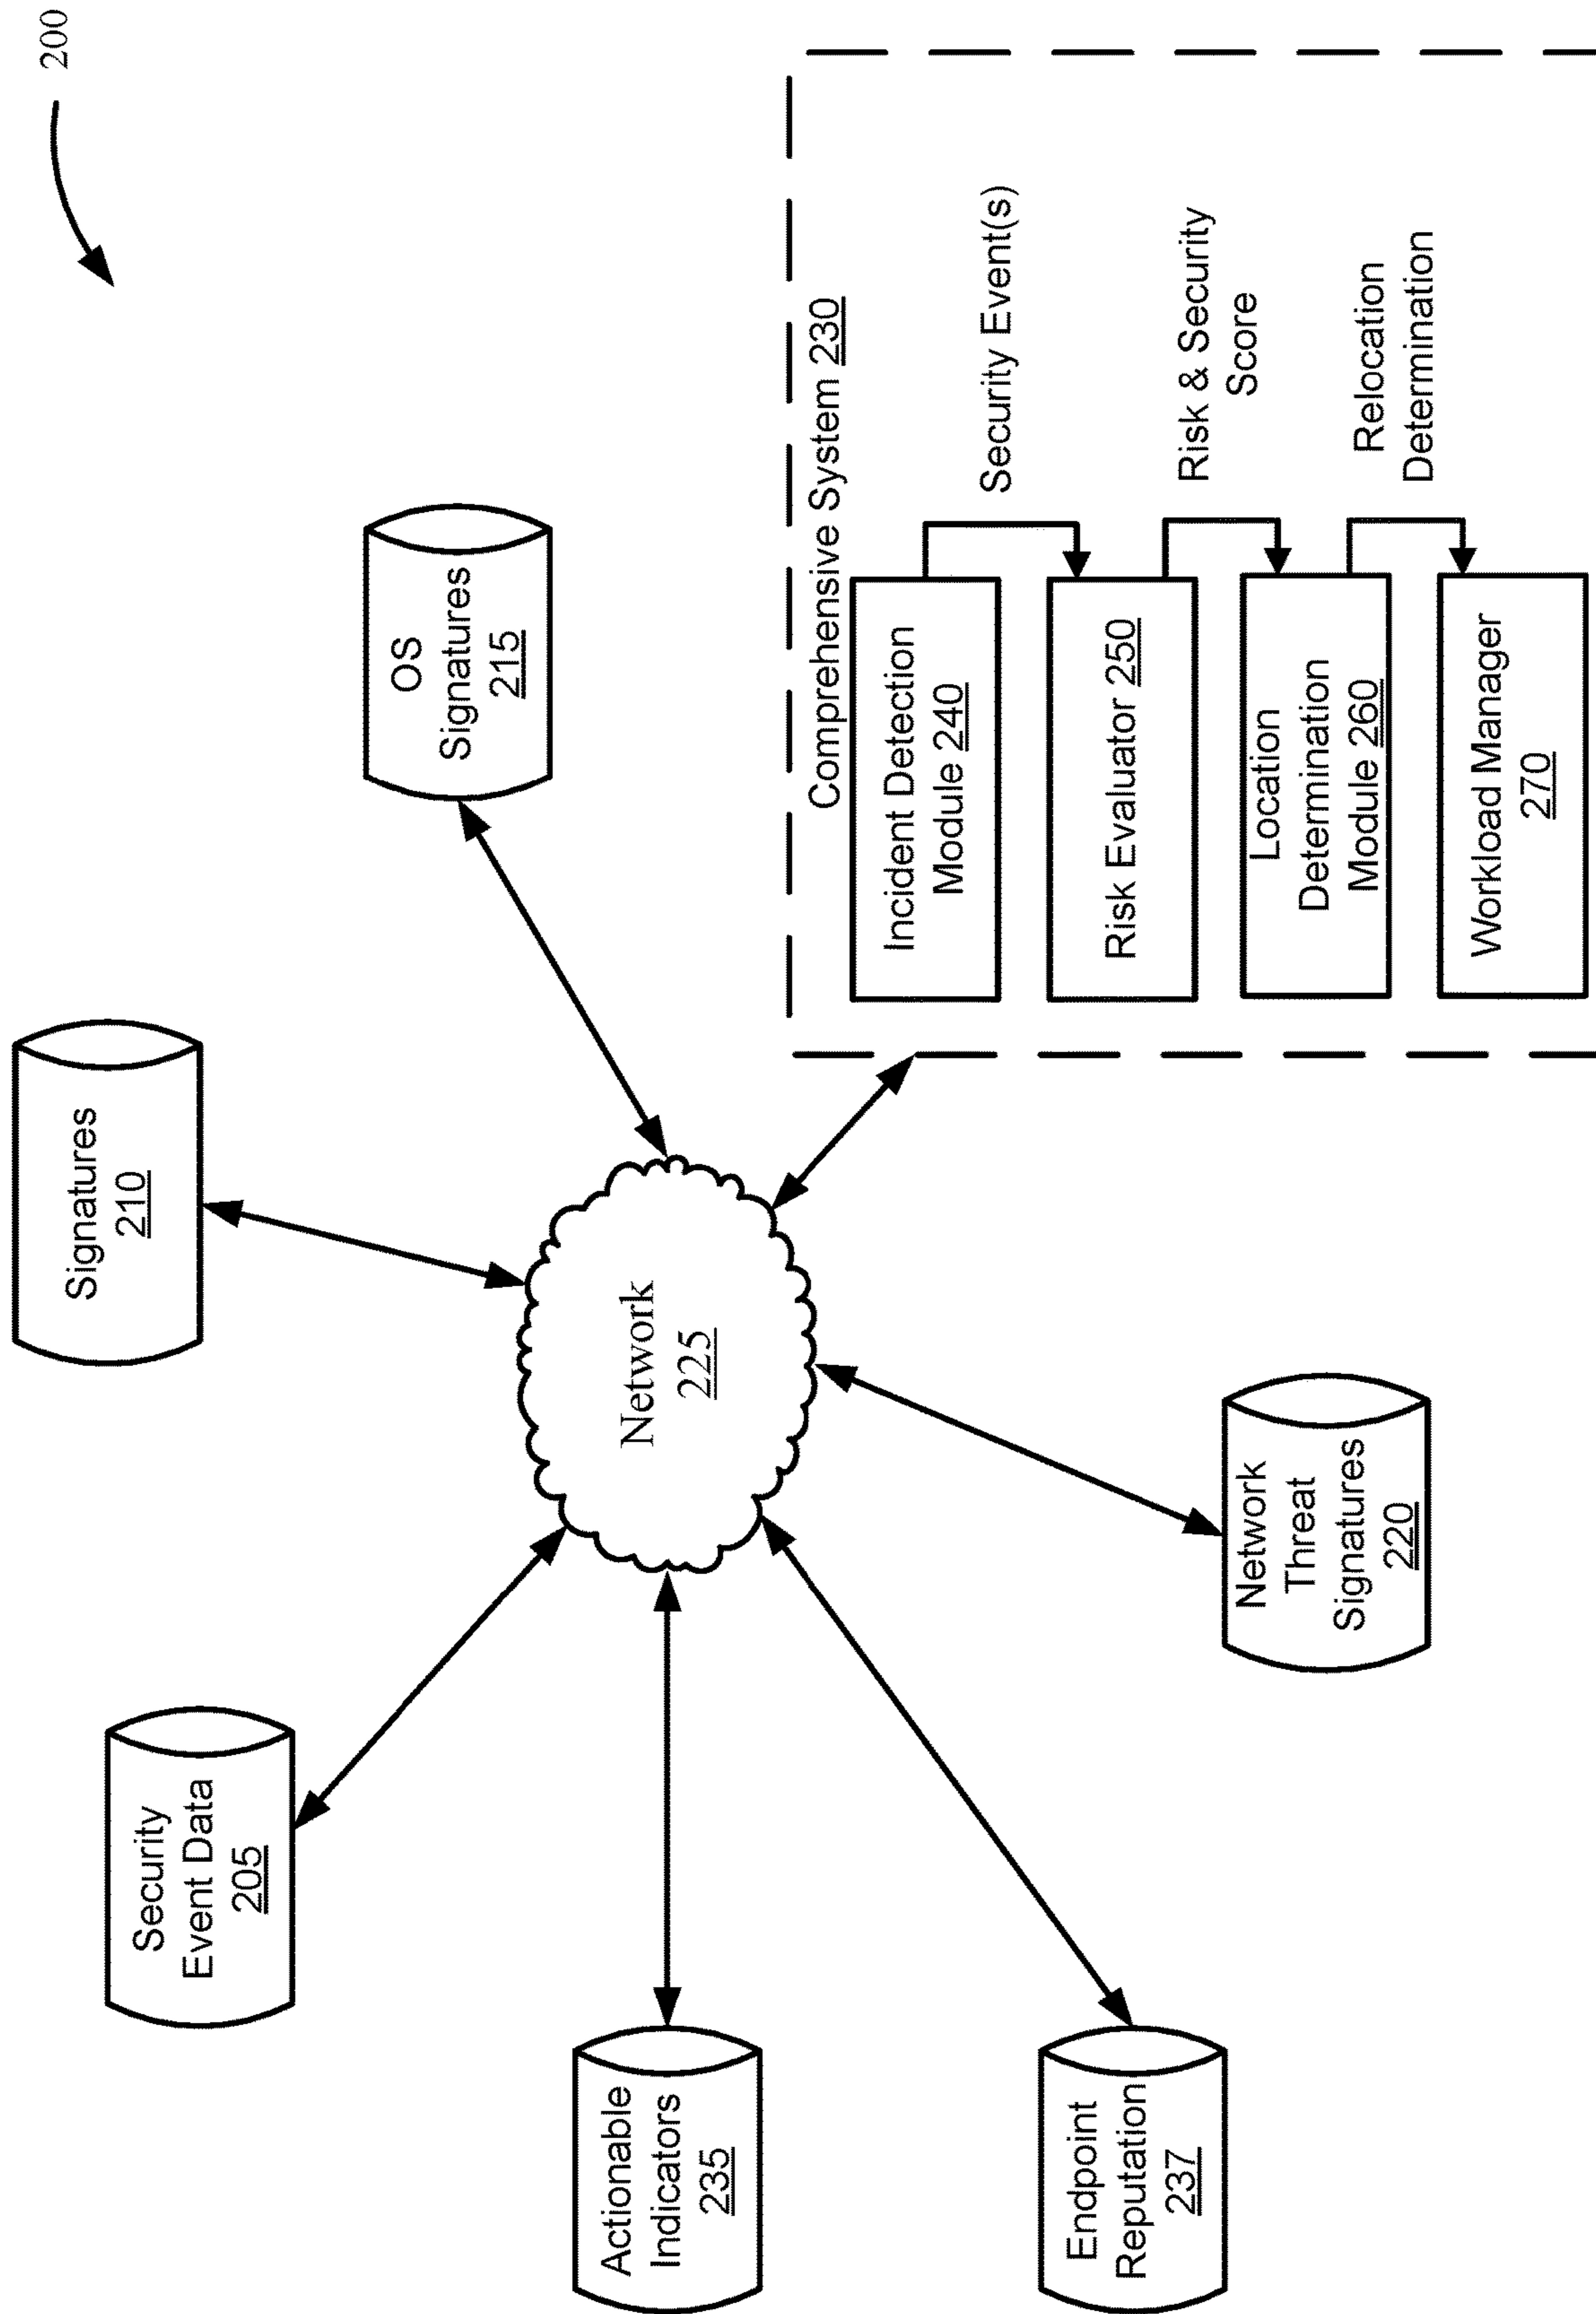 200
Security
Event Data
205
Signatures
210
OS
Signatures
215
Actionable
Indicators
235
Network
225
Endpoint
Reputation
237
Network
Threat
Signatures
220
Comprehensive System 230
Incident Detection
Module 240
Security Event(s)
Risk Evaluator 250
Risk & Security
Score
Location
Determination
Module 260
Relocation
Determination
Workload Manager
270